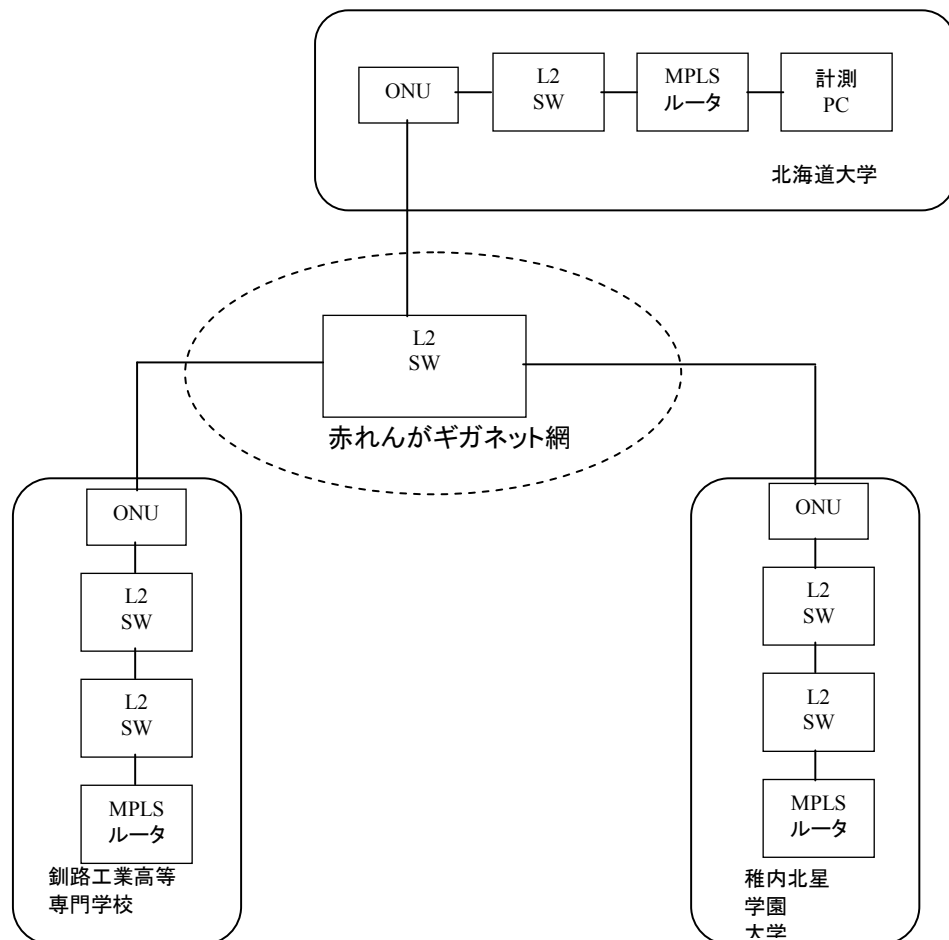 ONU
L2
SW
MPLS
ルータ
計測
PC
北海道大学
L2
SW
赤れんがギガネット網
ONU
L2
SW
L2
SW
MPLS
ルータ
釧路工業高等
専門学校
ONU
L2
SW
L2
SW
MPLS
ルータ
稚内北星
学園
大学